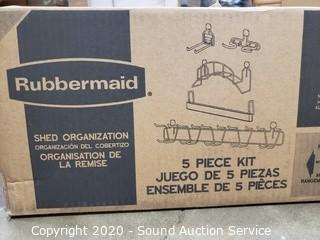 Rubbermaid®
SHED ORGANIZATION
ORGANIZACIÓN DEL COBERTIZO
ORGANISATION DE
LA REMISE
5 PIECE KIT
JUEGO DE 5 PIEZAS
ENSEMBLE DE 5 PIÈCES
Copyright 2020 - Sound Auction Service